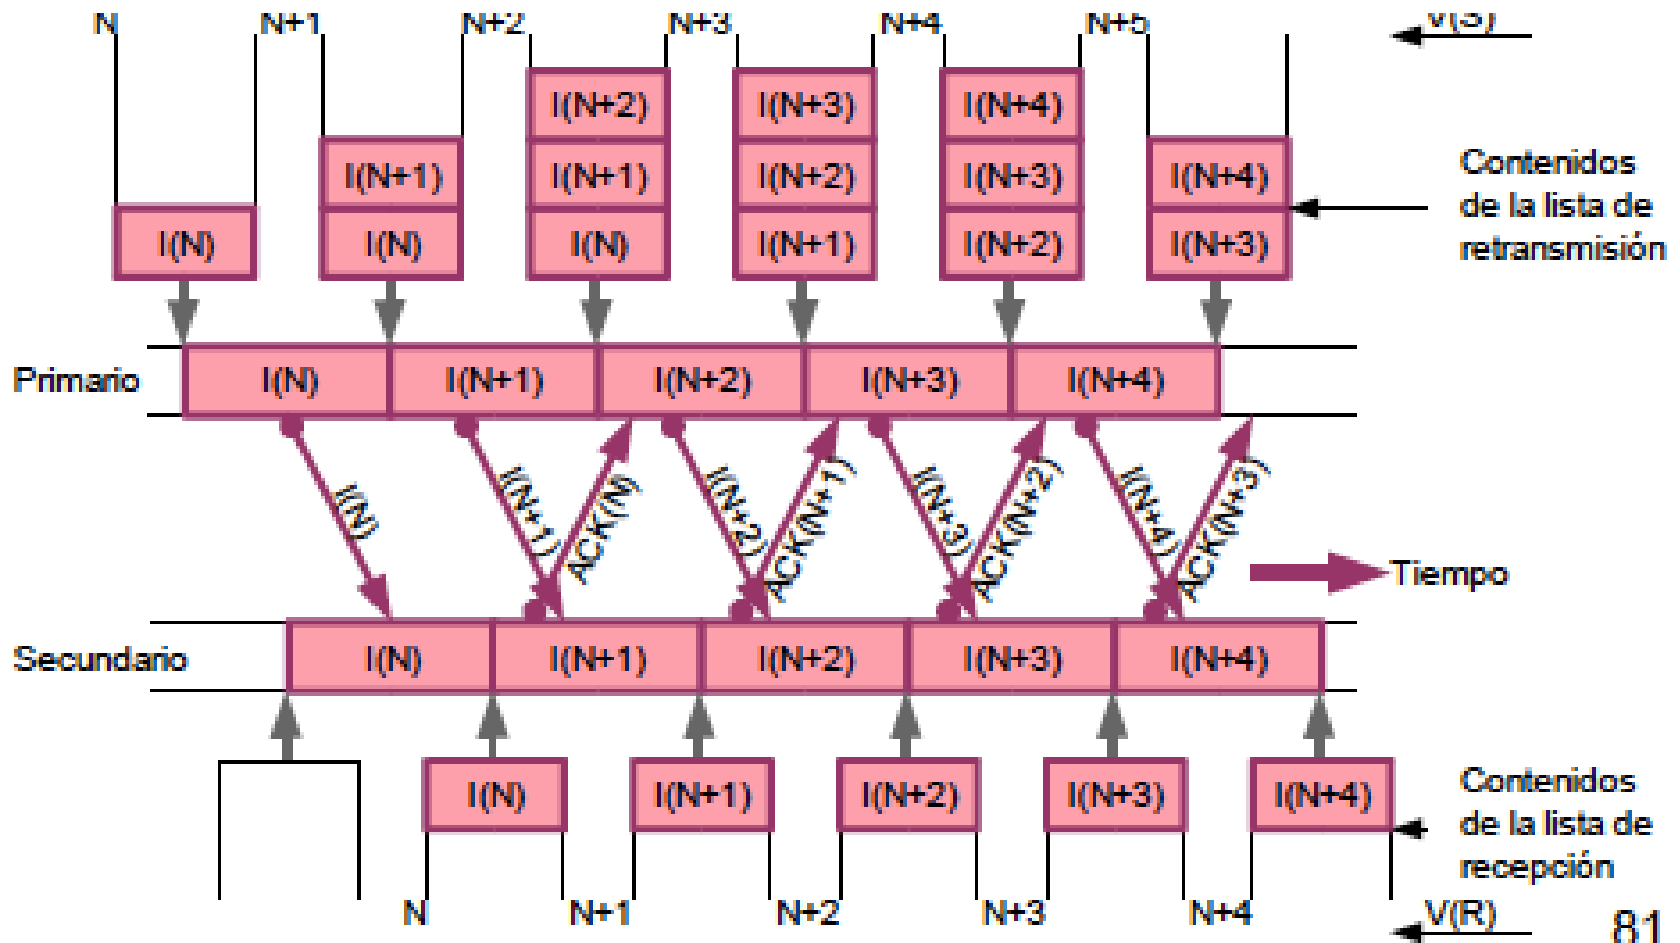 N N+1 N+2 N+3 N+4 N+5 V(S)
I(N+2) I(N+3) I(N+4)
I(N+1) I(N+1) I(N+2) I(N+3) I(N+4)
I(N) I(N) I(N) I(N+1) I(N+2) I(N+3)
Contenidos
de la lista de
retransmisión
Primario I(N) I(N+1) I(N+2) I(N+3) I(N+4)
I(N) I(N+1) ACK(N) I(N+2) ACK(N+1) I(N+3) ACK(N+2) I(N+4) ACK(N+3)
Tiempo
Secundario I(N) I(N+1) I(N+2) I(N+3) I(N+4)
I(N) I(N+1) I(N+2) I(N+3) I(N+4)
Contenidos
de la lista de
recepción
N N+1 N+2 N+3 N+4 V(R)
81